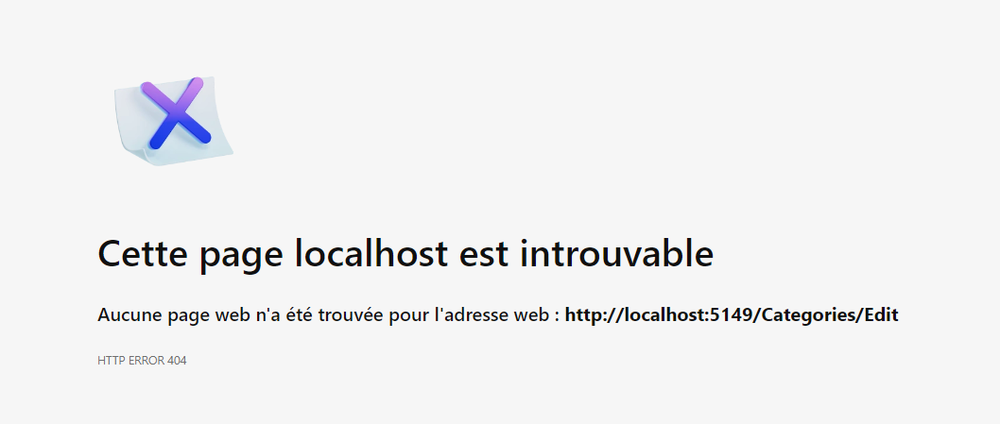 Cette page localhost est introuvable
Aucune page web n'a été trouvée pour l'adresse web : http://localhost:5149/Categories/Edit
HTTP ERROR 404